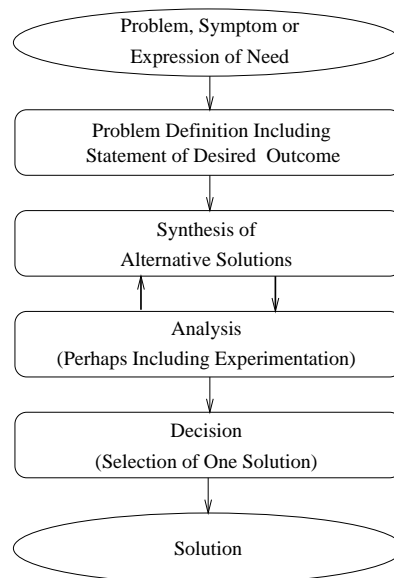 Problem, Symptom or
Expression of Need
Problem Definition Including
Statement of Desired Outcome
Synthesis of
Alternative Solutions
Analysis
(Perhaps Including Experimentation)
Decision
(Selection of One Solution)
Solution